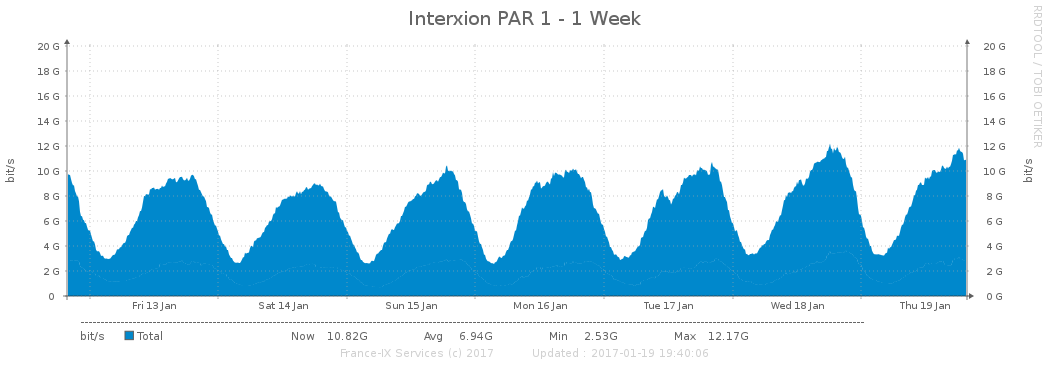 Interxion PAR 1 - 1 Week
RRDTOOL / TOBI OETIKER
bit/s
bit/s
20 G 20 G
18 G 18 G
16 G 16 G
14 G 14 G
12 G 12 G
10 G 10 G
8 G 8 G
6 G 6 G
4 G 4 G
2 G 2 G
0 0 G
Fri 13 Jan Sat 14 Jan Sun 15 Jan Mon 16 Jan Tue 17 Jan Wed 18 Jan Thu 19 Jan
bit/s Total Now 10.82G Avg 6.94G Min 2.53G Max 12.17G
France-IX Services (c) 2017 Updated : 2017-01-19 19:40:06